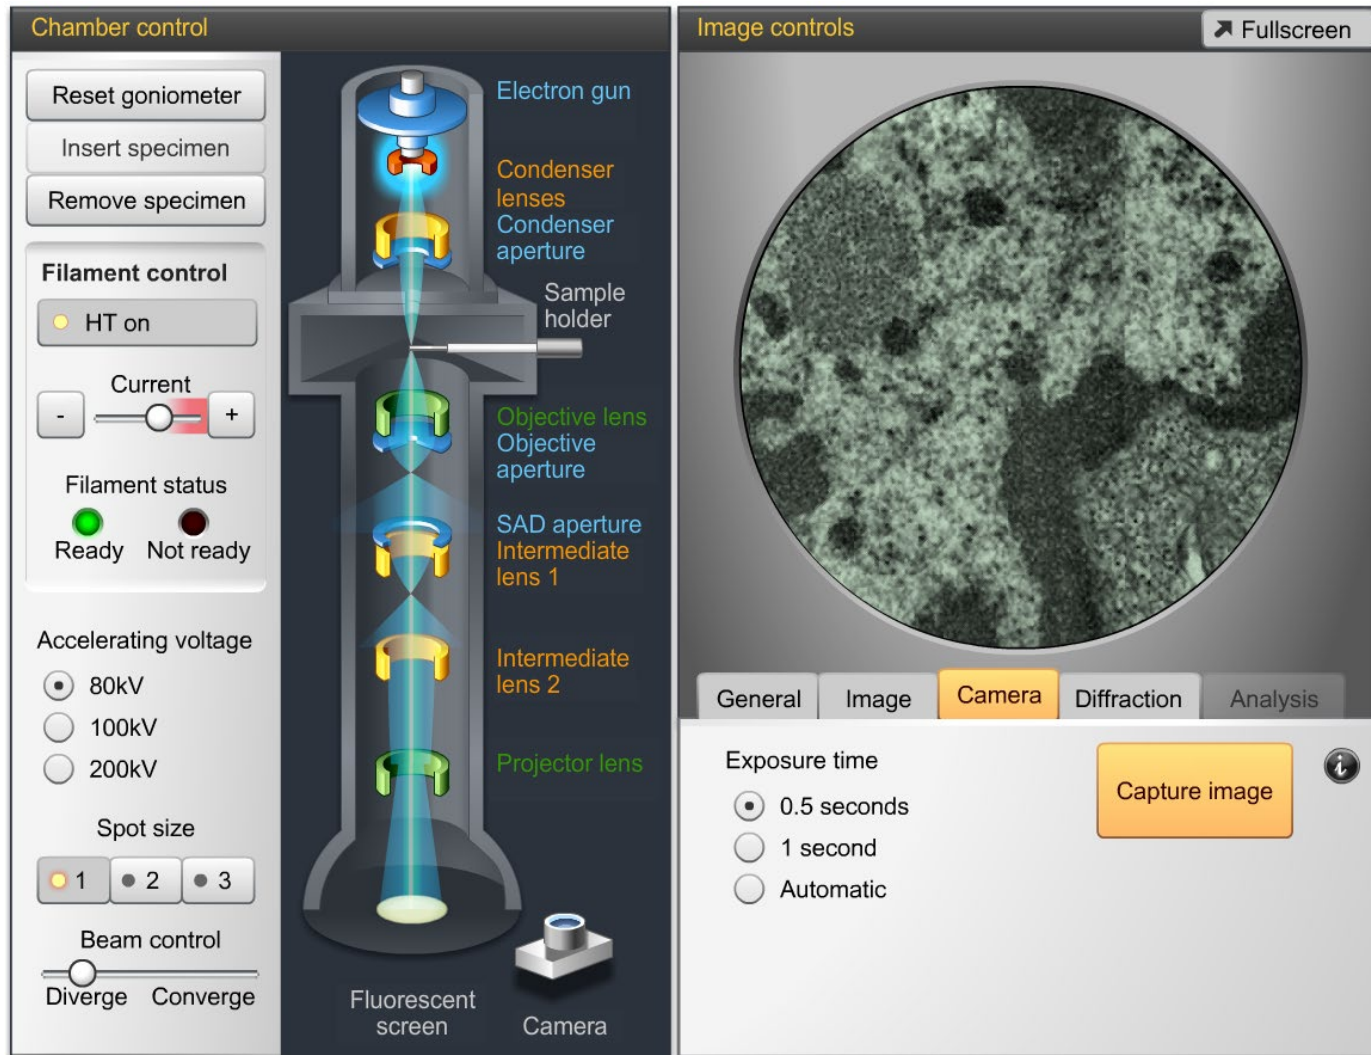 Chamber control
Reset goniometer
Insert specimen
Remove specimen
Filament control
HT on
Current
-
+
Filament status
Ready
Not ready
Accelerating voltage
80kV
100kV
200kV
Spot size
1
2
3
Beam control
Diverge
Converge
Electron gun
Condenser
lenses
Condenser
aperture
Sample
holder
Objective lens
Objective
aperture
SAD aperture
Intermediate
lens 1
Intermediate
lens 2
Projector lens
Fluorescent
screen
Camera
Image controls
Fullscreen
General
Image
Camera
Diffraction
Analysis
Exposure time
0.5 seconds
1 second
Automatic
Capture image
i